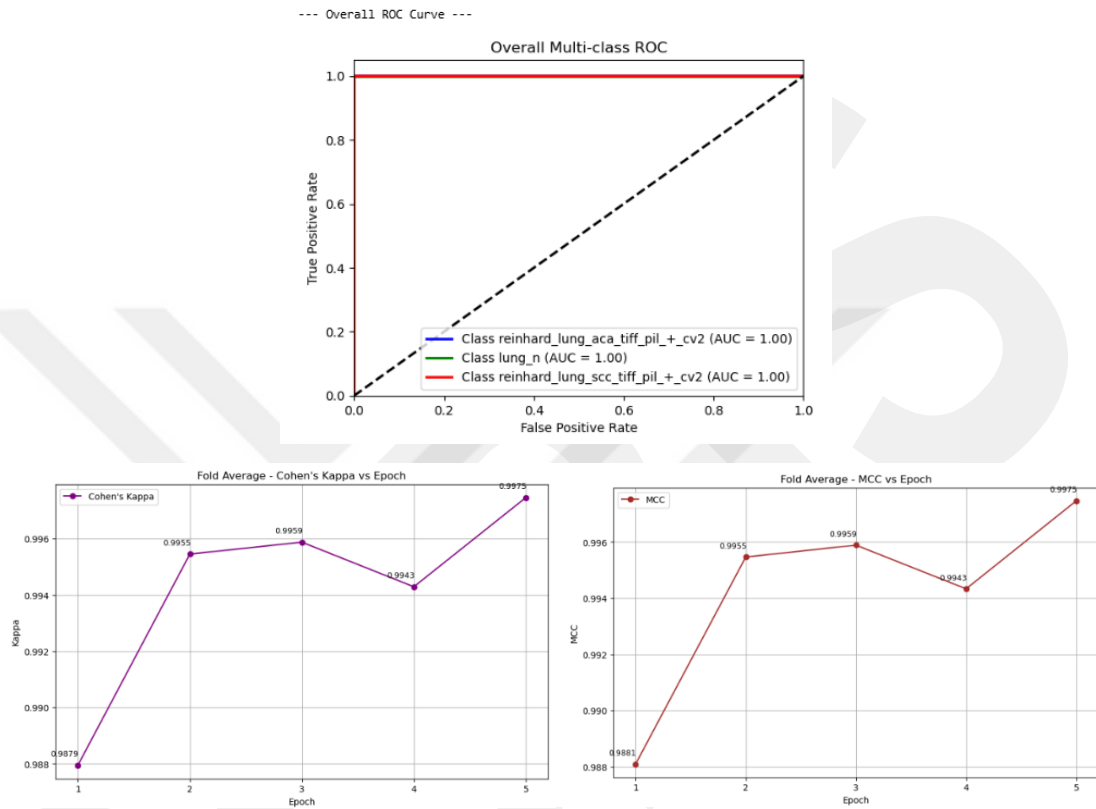 --- Overall ROC Curve ---
Overall Multi-class ROC
True Positive Rate
1.0
0.8
0.6
0.4
0.2
0.0
Class reinhard_lung_aca_tiff_pil_+_cv2 (AUC = 1.00)
Class lung_n (AUC = 1.00)
Class reinhard_lung_scc_tiff_pil_+_cv2 (AUC = 1.00)
0.0 0.2 0.4 0.6 0.8 1.0
False Positive Rate
Fold Average - Cohen's Kappa vs Epoch
Cohen's Kappa
Kappa
0.996
0.994
0.992
0.990
0.988
0.9879
0.9955
0.9959
0.9943
0.9975
1 2 3 4 5
Epoch
Fold Average - MCC vs Epoch
MCC
MCC
0.996
0.994
0.992
0.990
0.988
0.9881
0.9955
0.9959
0.9943
0.9975
1 2 3 4 5
Epoch